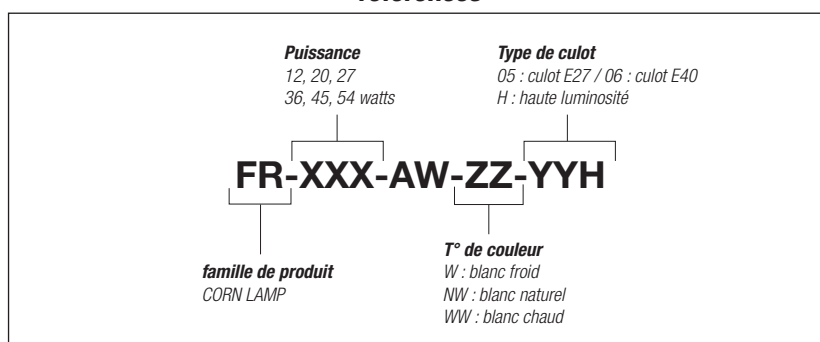 Puissance
12, 20, 27
36, 45, 54 watts
Type de culot
05 : culot E27 / 06 : culot E40
H : haute luminosité
FR-XXX-AW-ZZ-YYH
famille de produit
CORN LAMP
T° de couleur
W : blanc froid
NW : blanc naturel
WW : blanc chaud